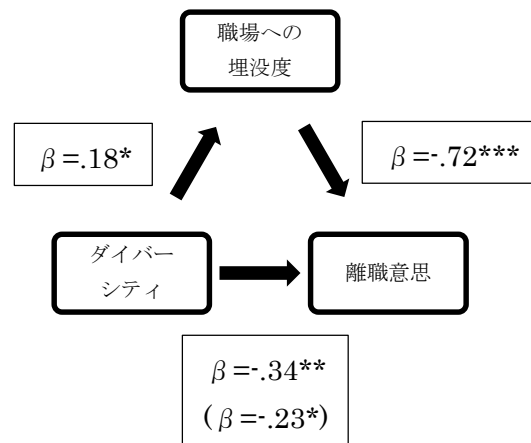 職場への
埋没度
β=.18*
β=-.72***
ダイバー
シティ
離職意思
β=-.34**
(β=-.23*)